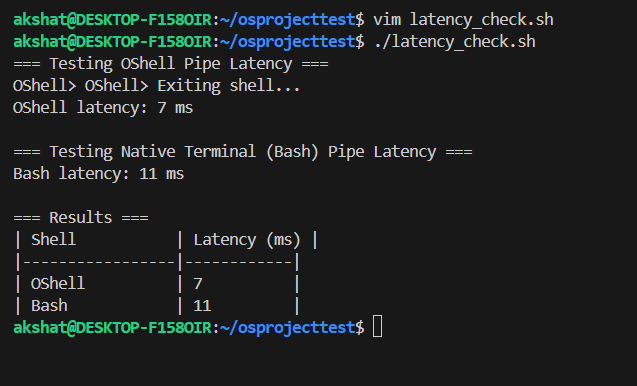 akshat@DESKTOP-F158OIR:~/osprojecttest$ vim latency_check.sh
akshat@DESKTOP-F158OIR:~/osprojecttest$ ./latency_check.sh
=== Testing OShell Pipe Latency ===
OShell> OShell> Exiting shell...
OShell latency: 7 ms

=== Testing Native Terminal (Bash) Pipe Latency ===
Bash latency: 11 ms

=== Results ===
| Shell           | Latency (ms) |
|-----------------|------------|
| OShell          | 7          |
| Bash            | 11         |
akshat@DESKTOP-F158OIR:~/osprojecttest$